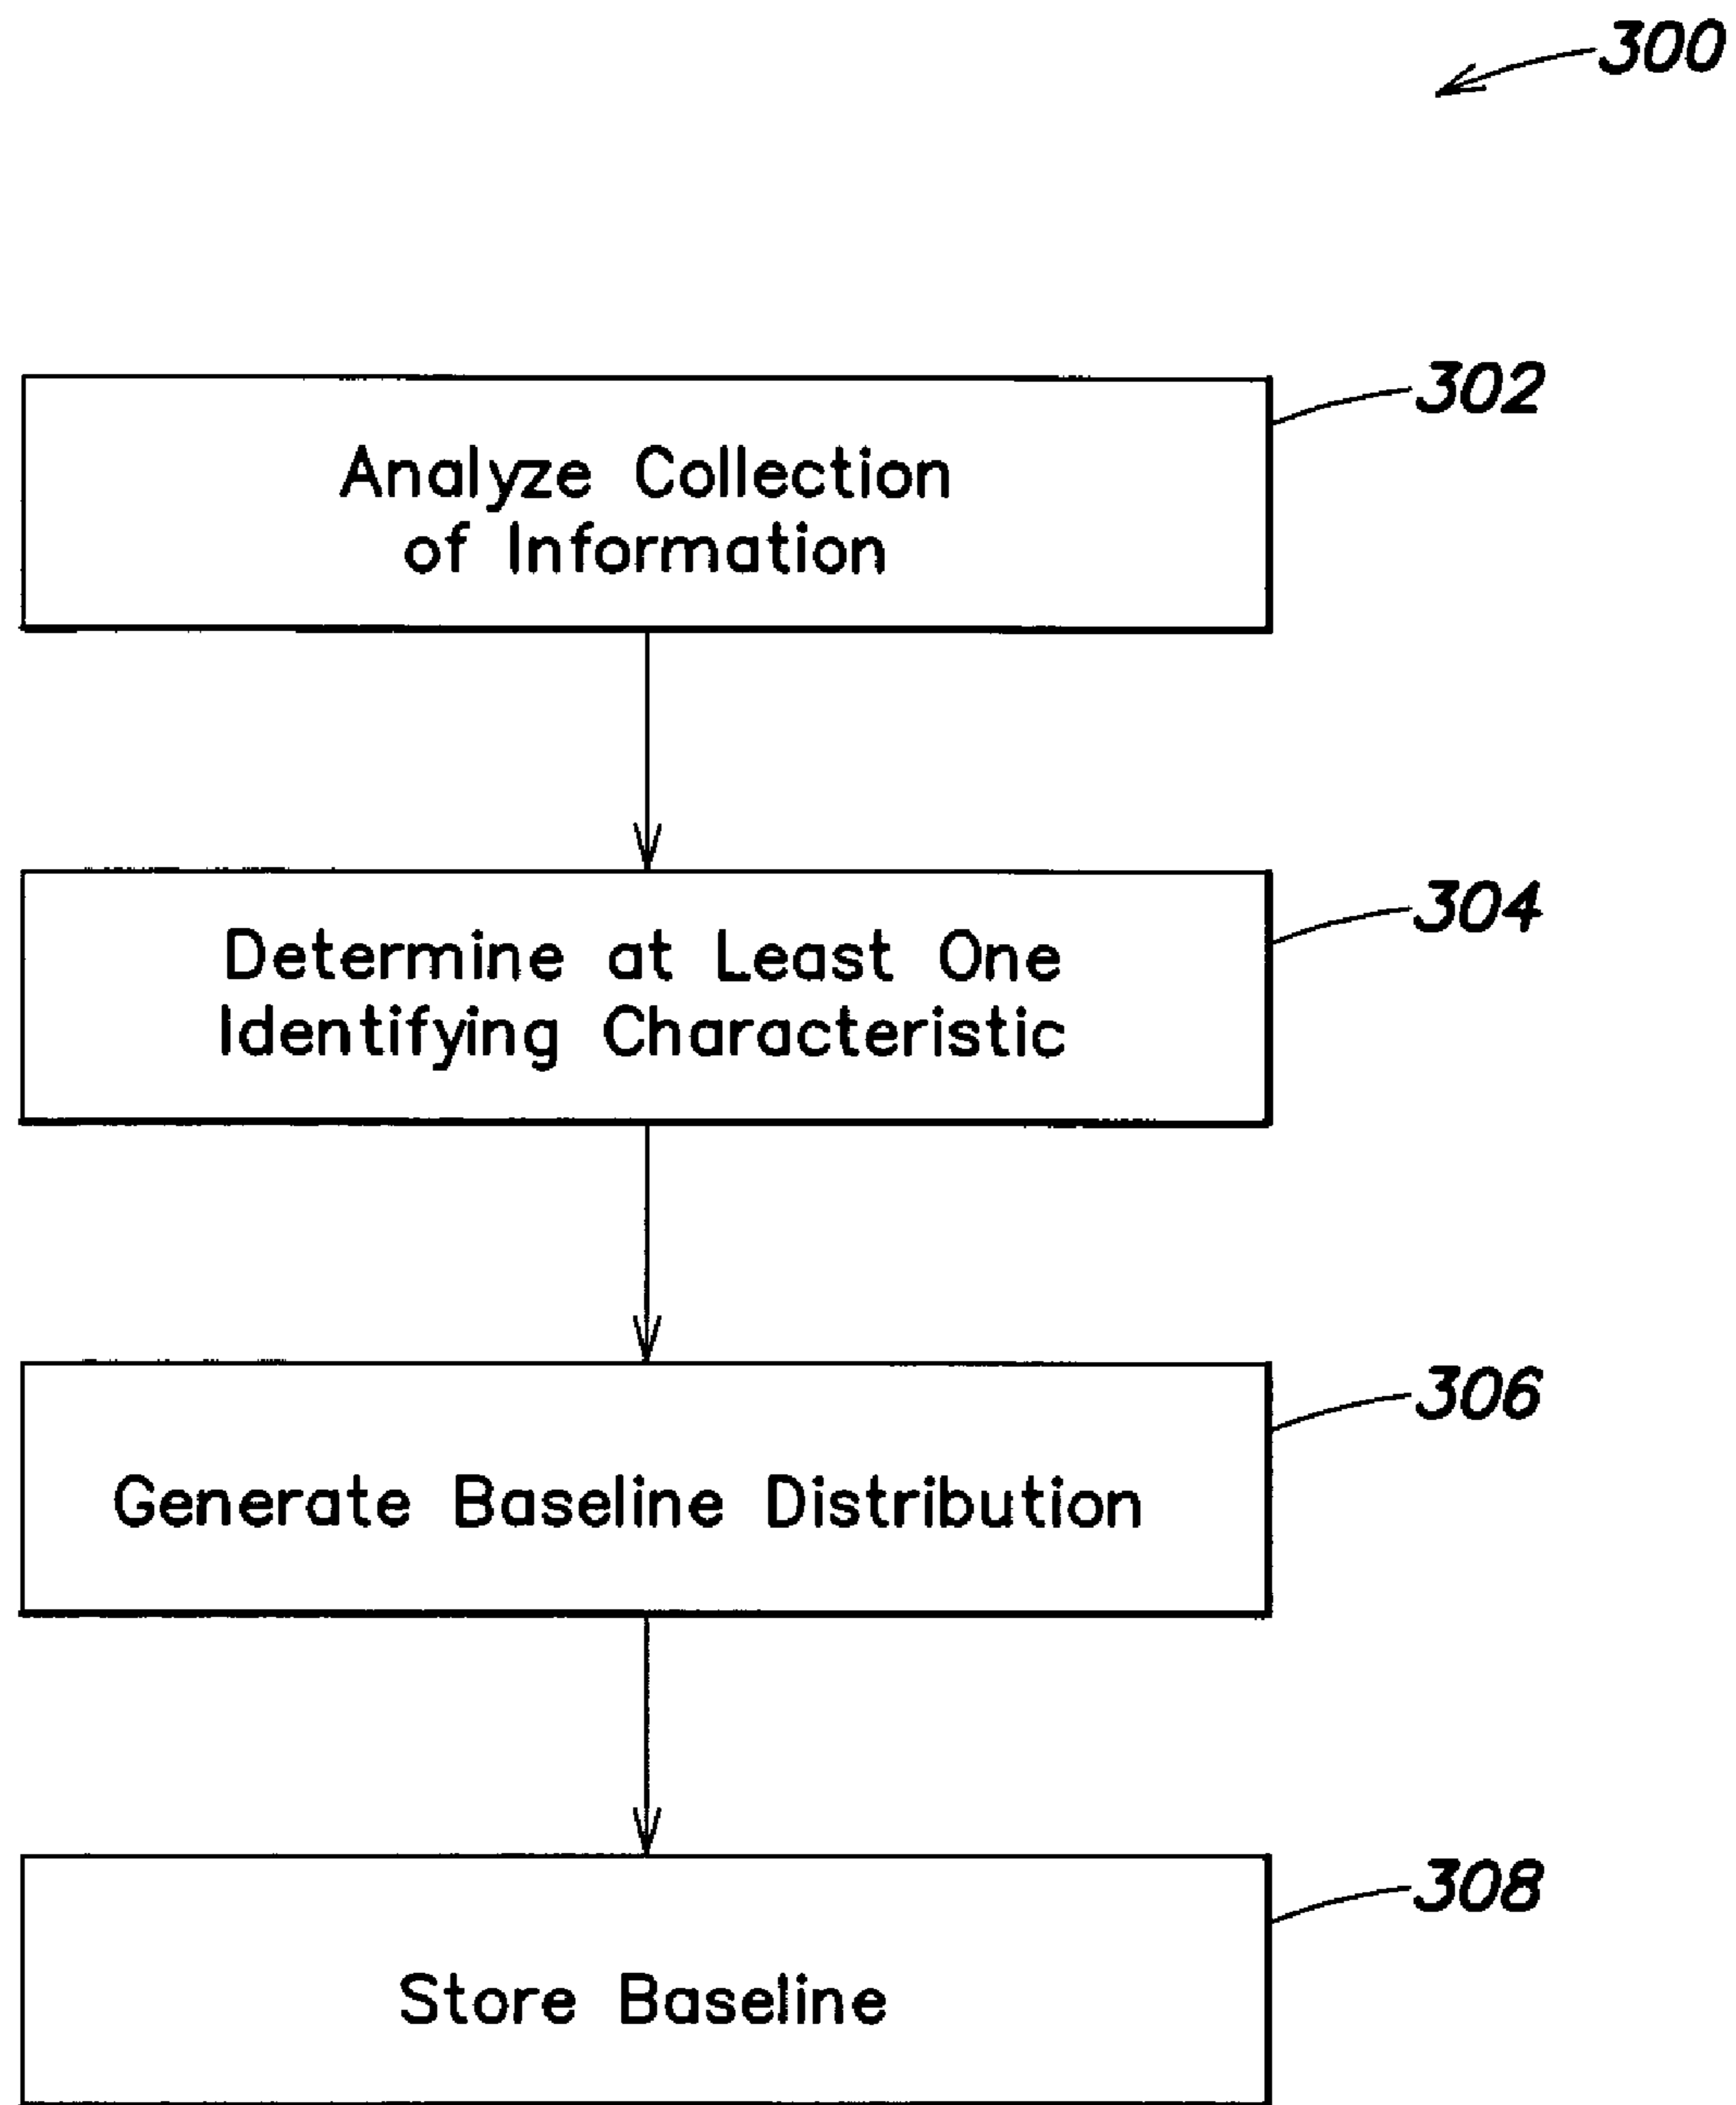 300
302
Analyze Collection
of Information
304
Determine at Least One
Identifying Characteristic
306
Generate Baseline Distribution
308
Store Baseline